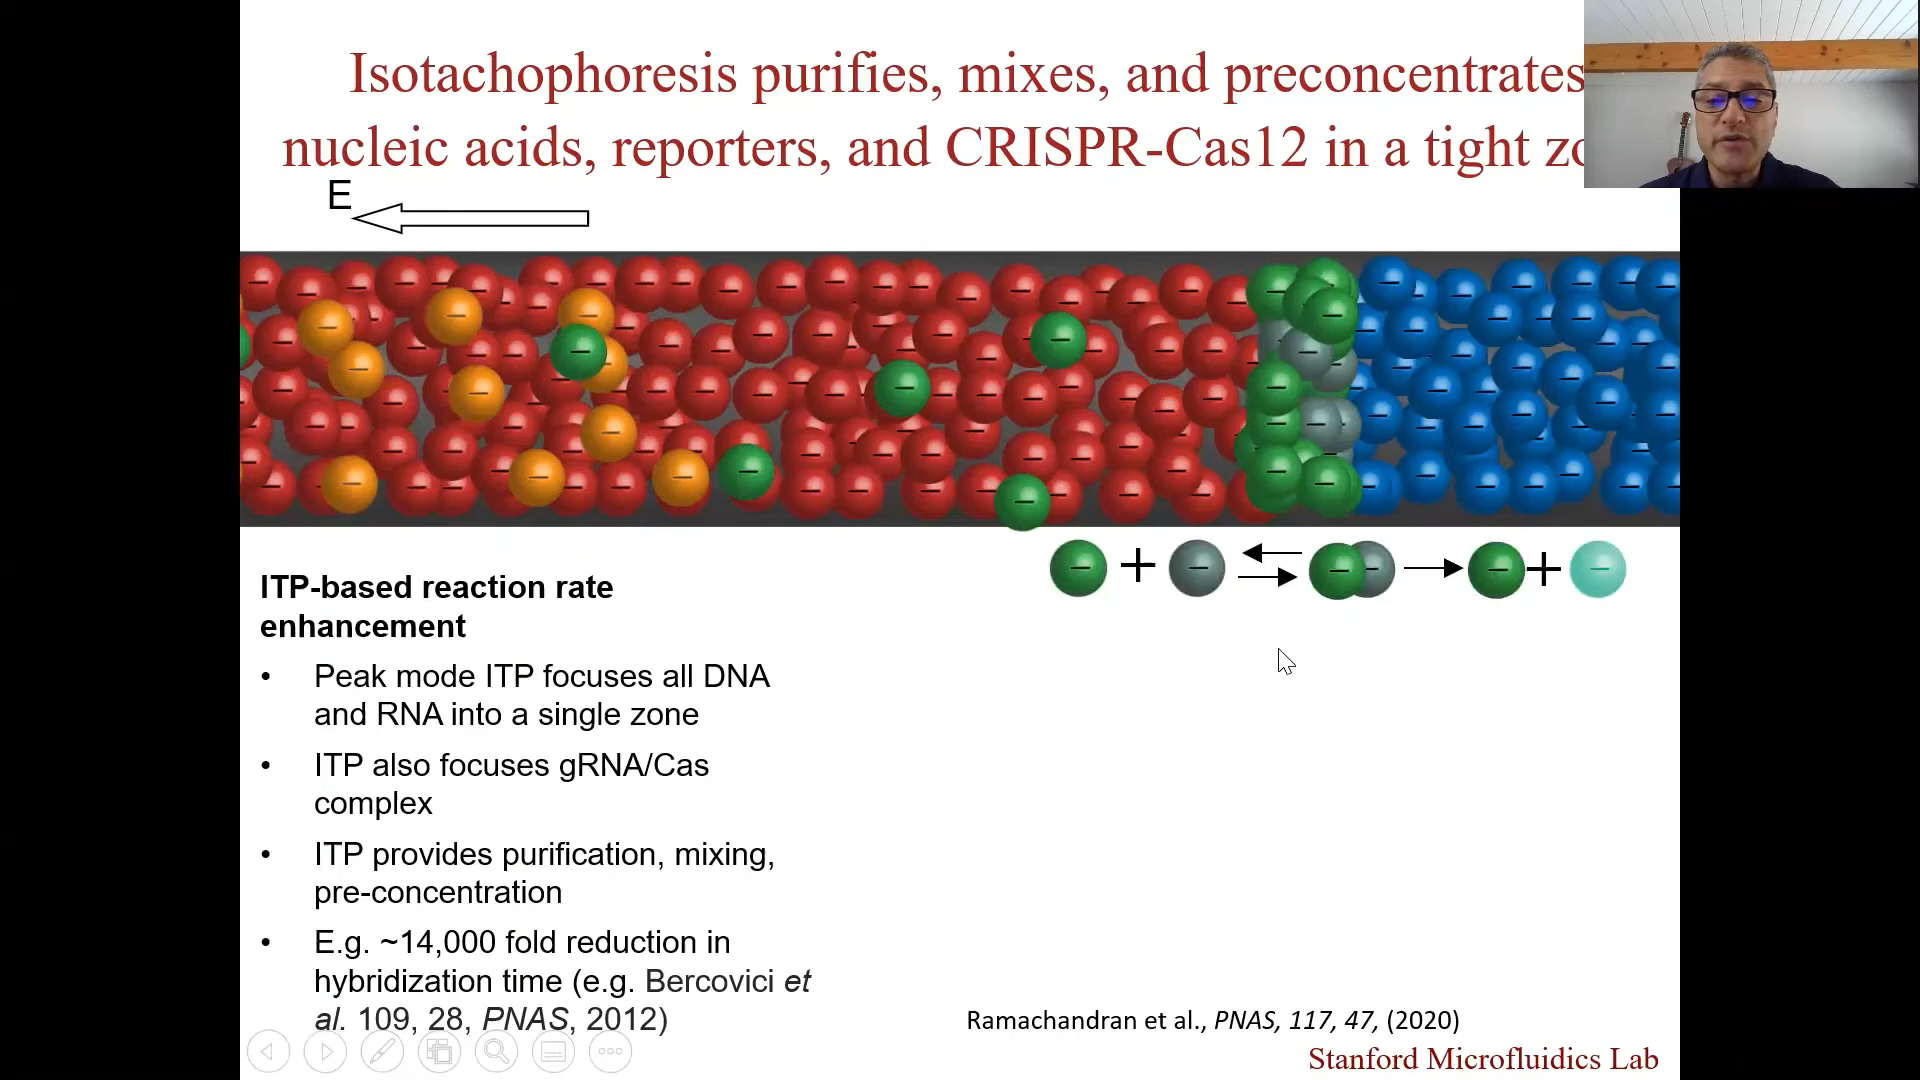 Isotachophoresis purifies, mixes, and preconcentrates
nucleic acids, reporters, and CRISPR-Cas12 in a tight
E
+
+
ITP-based reaction rate
enhancement
• Peak mode ITP focuses all DNA
and RNA into a single zone
• ITP also focuses gRNA/Cas
complex
• ITP provides purification, mixing,
pre-concentration
• E.g. ~14,000 fold reduction in
hybridization time (e.g. Bercovici et
al. 109, 28, PNAS, 2012)
Ramachandran et al., PNAS, 117, 47, (2020)
Stanford Microfluidics Lab